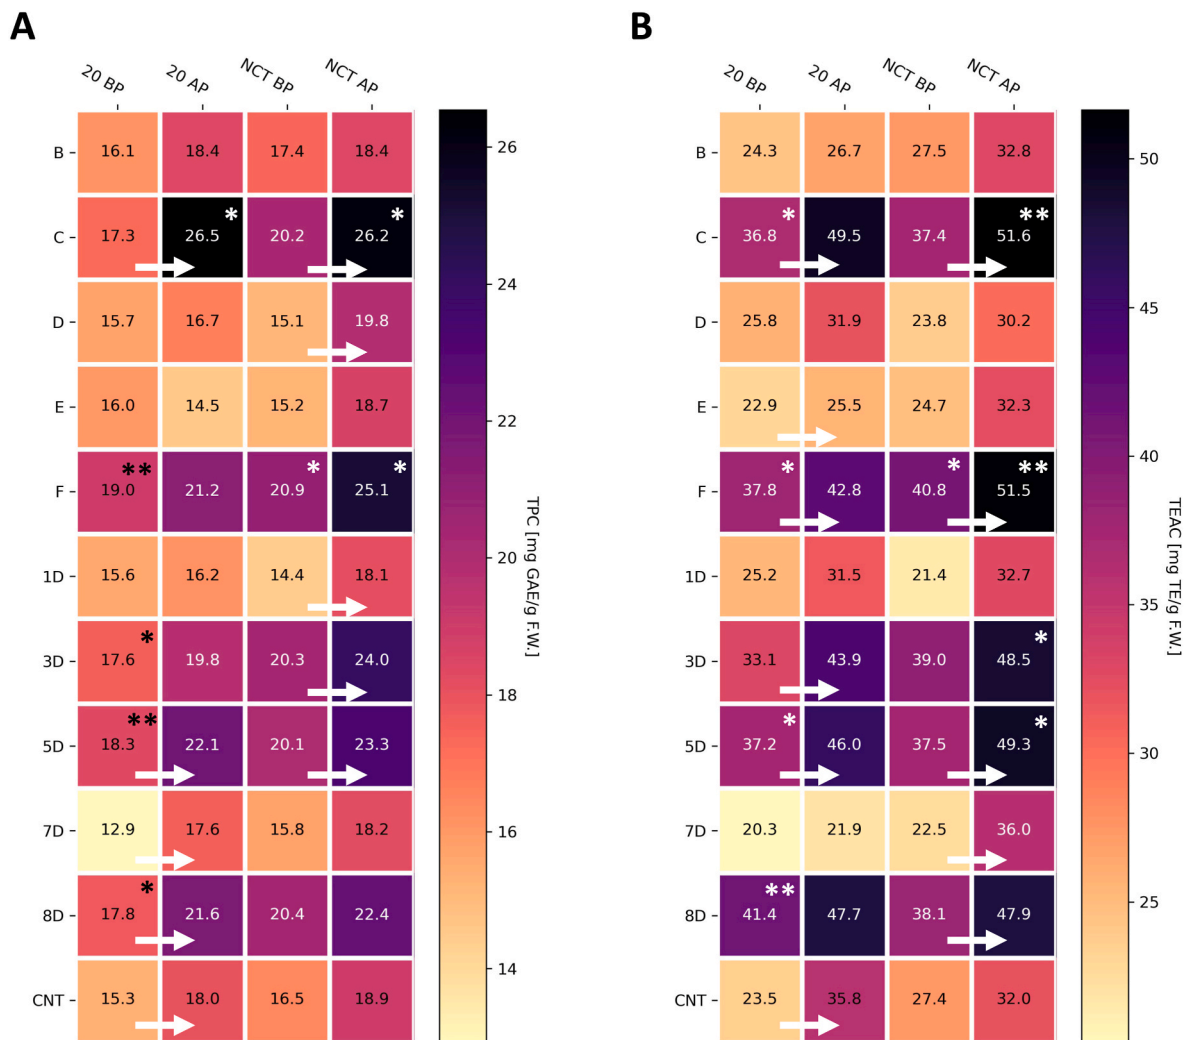 A
20 BP 20 AP NCT BP NCT AP
B 16.1 18.4 17.4 18.4
C 17.3 26.5 * 20.2 26.2 *
D 15.7 16.7 15.1 19.8
E 16.0 14.5 15.2 18.7
F 19.0 ** 21.2 20.9 * 25.1 *
1D 15.6 16.2 14.4 18.1
3D 17.6 * 19.8 20.3 24.0
5D 18.3 ** 22.1 20.1 23.3
7D 12.9 17.6 15.8 18.2
8D 17.8 * 21.6 20.4 22.4
CNT 15.3 18.0 16.5 18.9
26
24
22
20
18
16
14
TPC [mg GAE/g F.W.]
B
20 BP 20 AP NCT BP NCT AP
B 24.3 26.7 27.5 32.8
C 36.8 * 49.5 37.4 51.6 **
D 25.8 31.9 23.8 30.2
E 22.9 25.5 24.7 32.3
F 37.8 * 42.8 40.8 * 51.5 **
1D 25.2 31.5 21.4 32.7
3D 33.1 43.9 39.0 48.5 *
5D 37.2 * 46.0 37.5 49.3 *
7D 20.3 21.9 22.5 36.0
8D 41.4 ** 47.7 38.1 47.9
CNT 23.5 35.8 27.4 32.0
50
45
40
35
30
25
TEAC [mg TE/g F.W.]